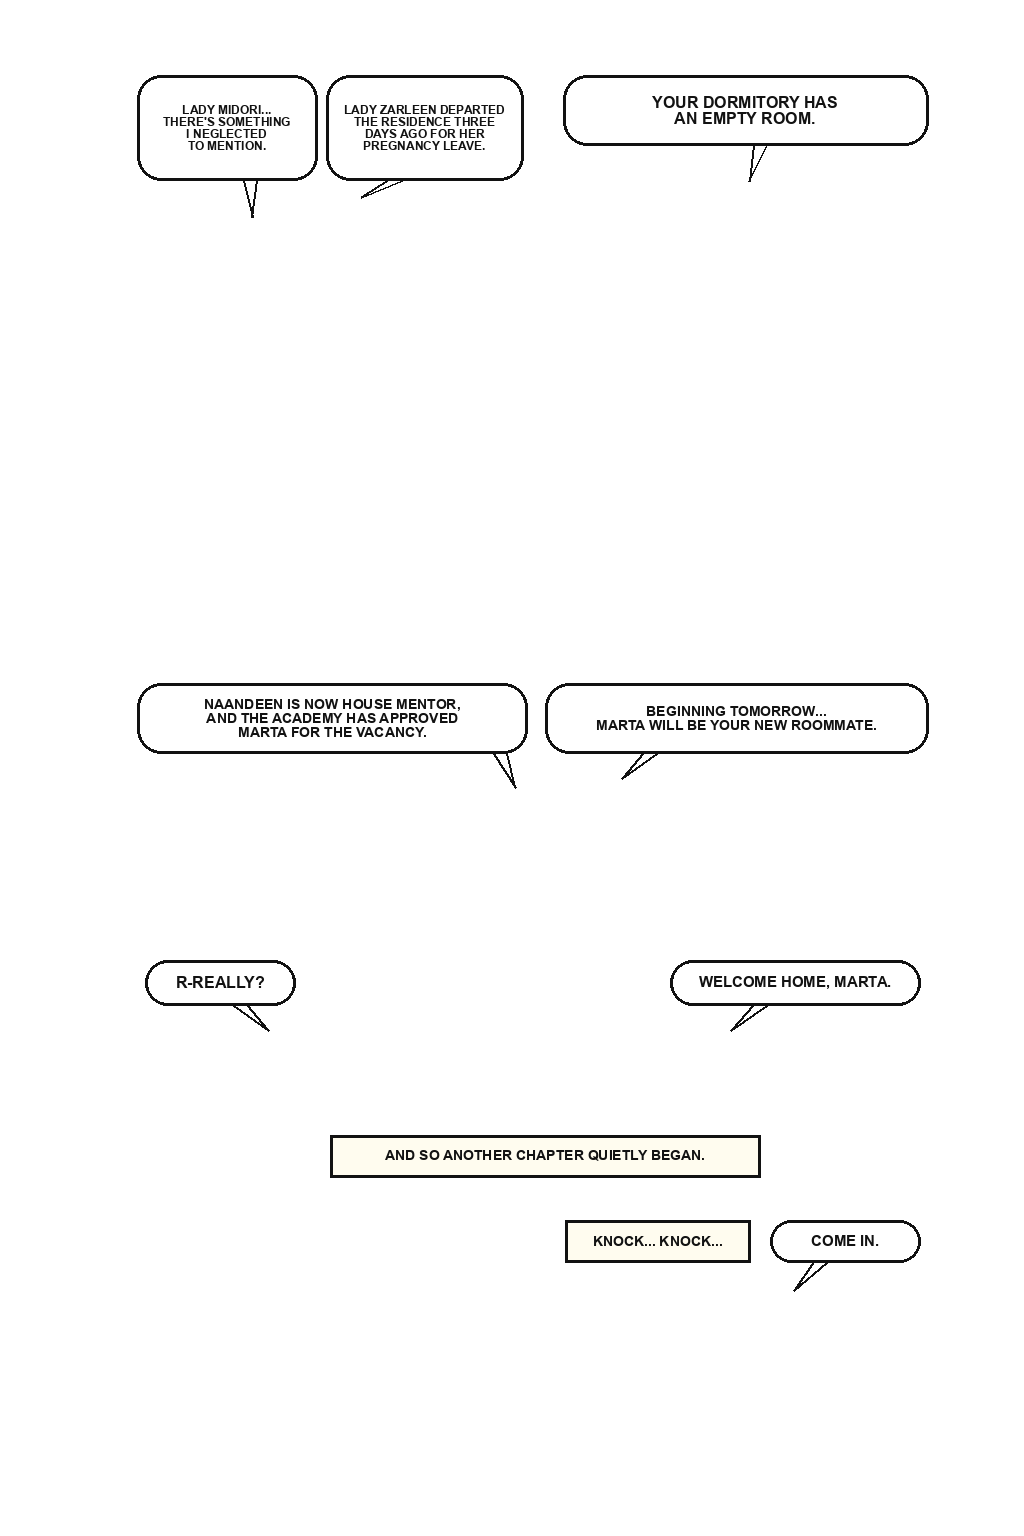 LADY MIDORI...
THERE'S SOMETHING
I NEGLECTED
TO MENTION.
LADY ZARLEEN DEPARTED
THE RESIDENCE THREE
DAYS AGO FOR HER
PREGNANCY LEAVE.
YOUR DORMITORY HAS
AN EMPTY ROOM.
NAANDEEN IS NOW HOUSE MENTOR,
AND THE ACADEMY HAS APPROVED
MARTA FOR THE VACANCY.
BEGINNING TOMORROW...
MARTA WILL BE YOUR NEW ROOMMATE.
R-REALLY?
WELCOME HOME, MARTA.
AND SO ANOTHER CHAPTER QUIETLY BEGAN.
KNOCK... KNOCK...
COME IN.